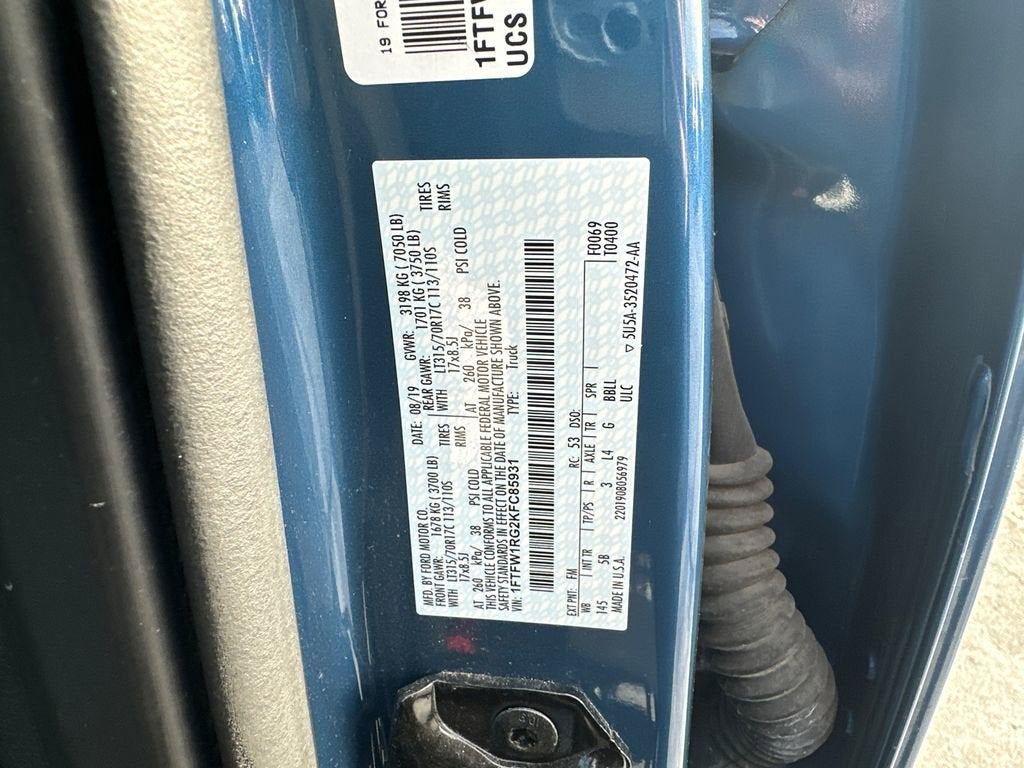 19 FOR
1FTFW
UCS
MFD. BY FORD MOTOR CO.
DATE: 08/19 GVWR: 3198 KG ( 7050 LB)
FRONT GAWR: 1678 KG ( 3700 LB) REAR GAWR: 1701 KG ( 3750 LB)
WITH LT315/70R17C 113/110S TIRES WITH LT315/70R17C 113/110S TIRES
17x8.5J RIMS 17x8.5J RIMS
AT 260 kPa/ 38 PSI COLD AT 260 kPa/ 38 PSI COLD
THIS VEHICLE CONFORMS TO ALL APPLICABLE FEDERAL MOTOR VEHICLE
SAFETY STANDARDS IN EFFECT ON THE DATE OF MANUFACTURE SHOWN ABOVE.
VIN: 1FTFW1RG2KFC85931 TYPE: Truck
F0069
T0400
EXT PNT: FM RC: 53 DSO:
WB INT TR TP/PS R AXLE TR SPR
145 5B 3 L4 G BBLL
MADE IN U.S.A. 2201908056979 ULC
▽ 5U5A-3520472-AA